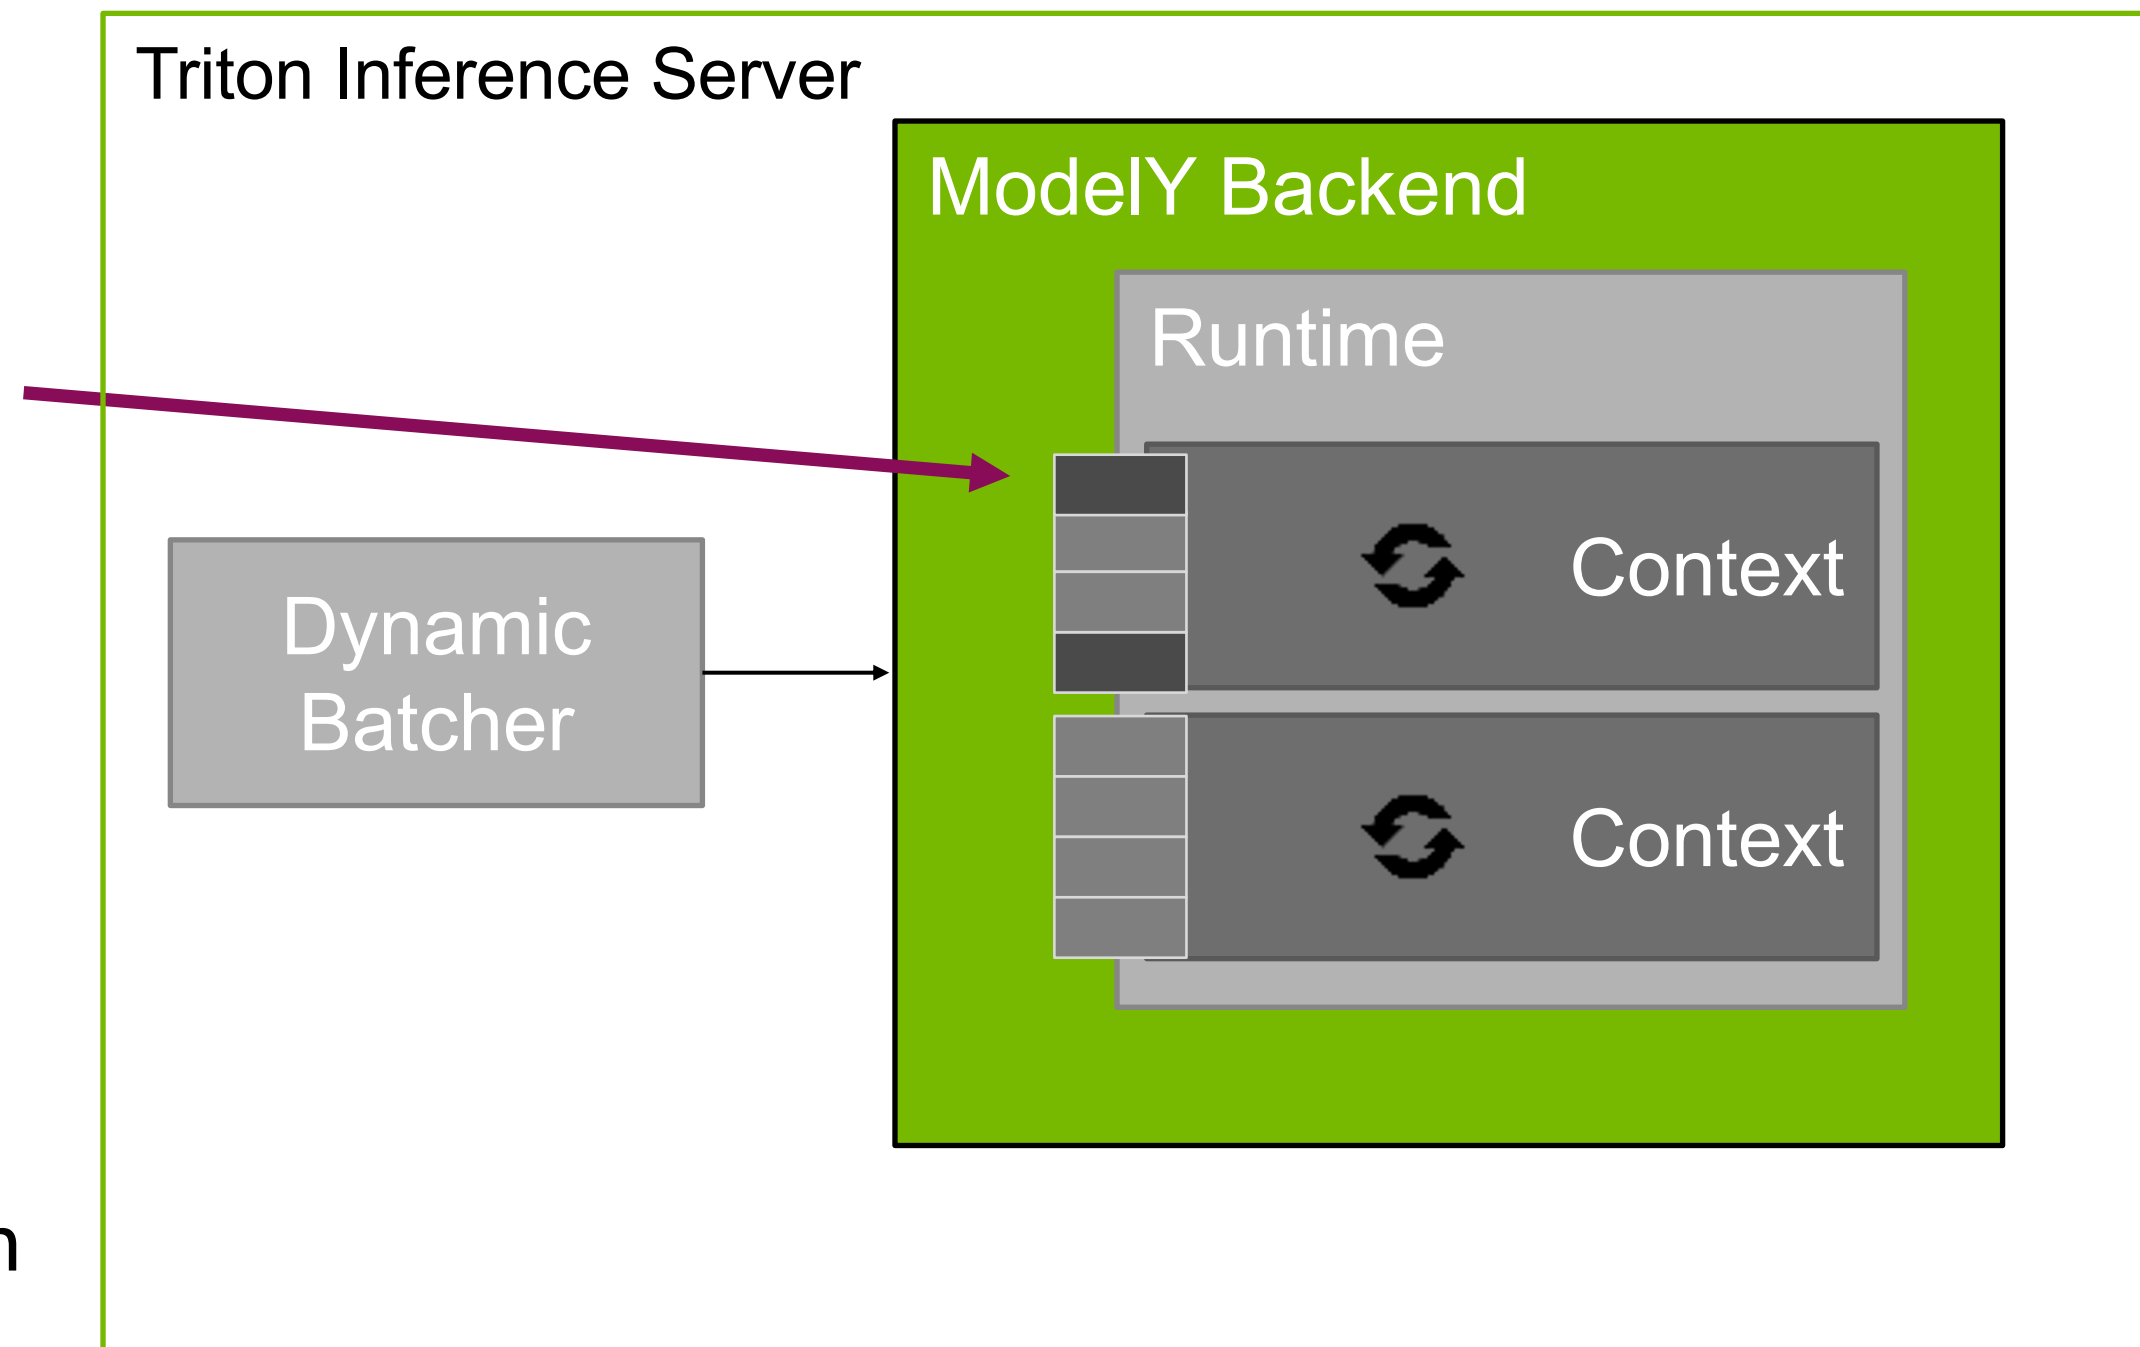 Triton Inference Server
ModelY Backend
Runtime
Context
Dynamic
Batcher
Context